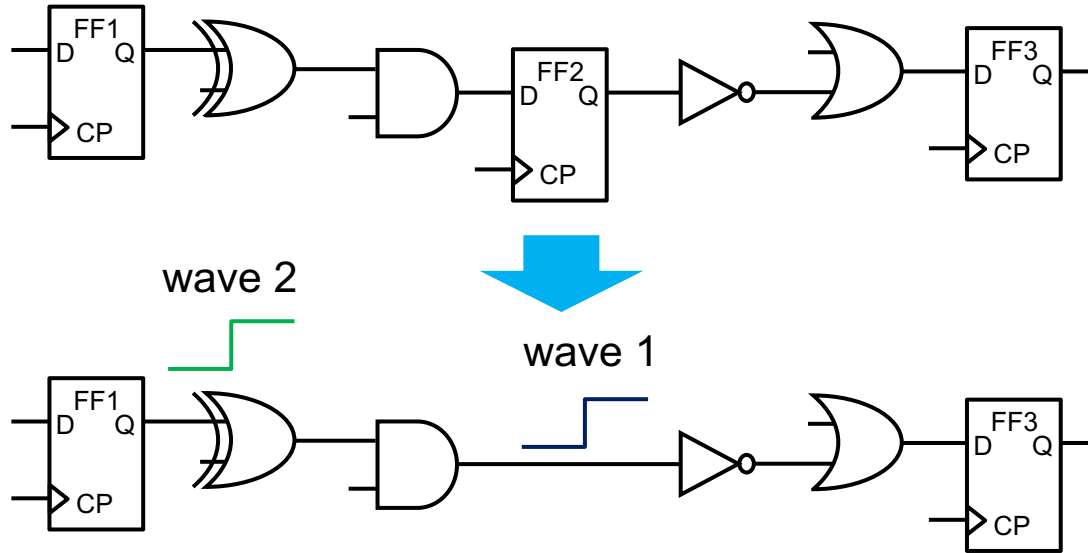 FF1
D Q
CP
FF2
D Q
CP
FF3
D Q
CP
wave 2
wave 1
FF1
D Q
CP
FF3
D Q
CP